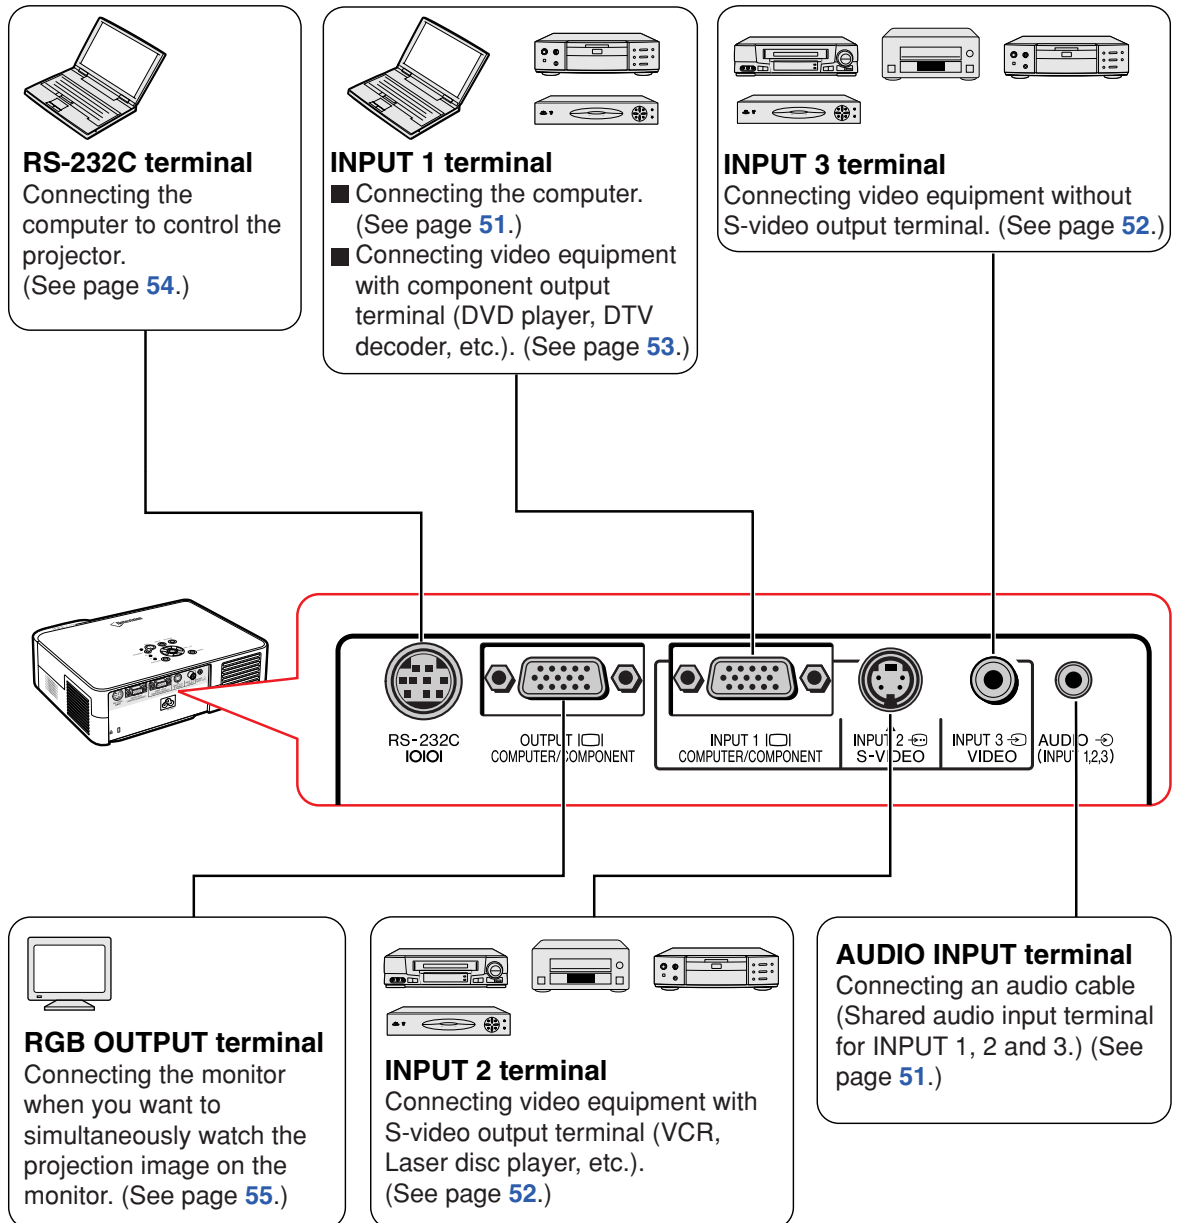 RS-232C terminal
Connecting the
computer to control the
projector.
(See page 54.)
INPUT 1 terminal
■ Connecting the computer.
(See page 51.)
■ Connecting video equipment
with component output
terminal (DVD player, DTV
decoder, etc.). (See page 53.)
INPUT 3 terminal
Connecting video equipment without
S-video output terminal. (See page 52.)
RS-232C
IOIOI
OUTPUT
COMPUTER/COMPONENT
INPUT 1
COMPUTER/COMPONENT
INPUT 2
S-VIDEO
INPUT 3
VIDEO
AUDIO
(INPUT 1,2,3)
RGB OUTPUT terminal
Connecting the monitor
when you want to
simultaneously watch the
projection image on the
monitor. (See page 55.)
INPUT 2 terminal
Connecting video equipment with
S-video output terminal (VCR,
Laser disc player, etc.).
(See page 52.)
AUDIO INPUT terminal
Connecting an audio cable
(Shared audio input terminal
for INPUT 1, 2 and 3.) (See
page 51.)